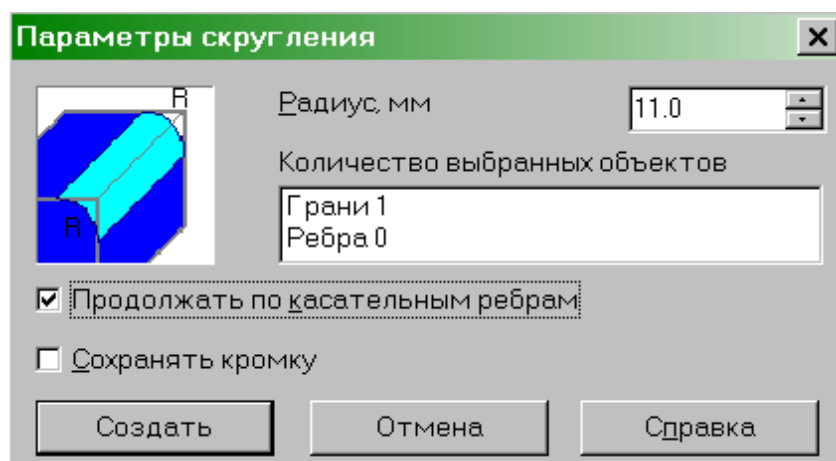 Параметры скругления
R
Радиус, мм
11.0
Количество выбранных объектов
Грани 1
Ребра 0
R
Продолжать по касательным ребрам
Сохранять кромку
Создать
Отмена
Справка